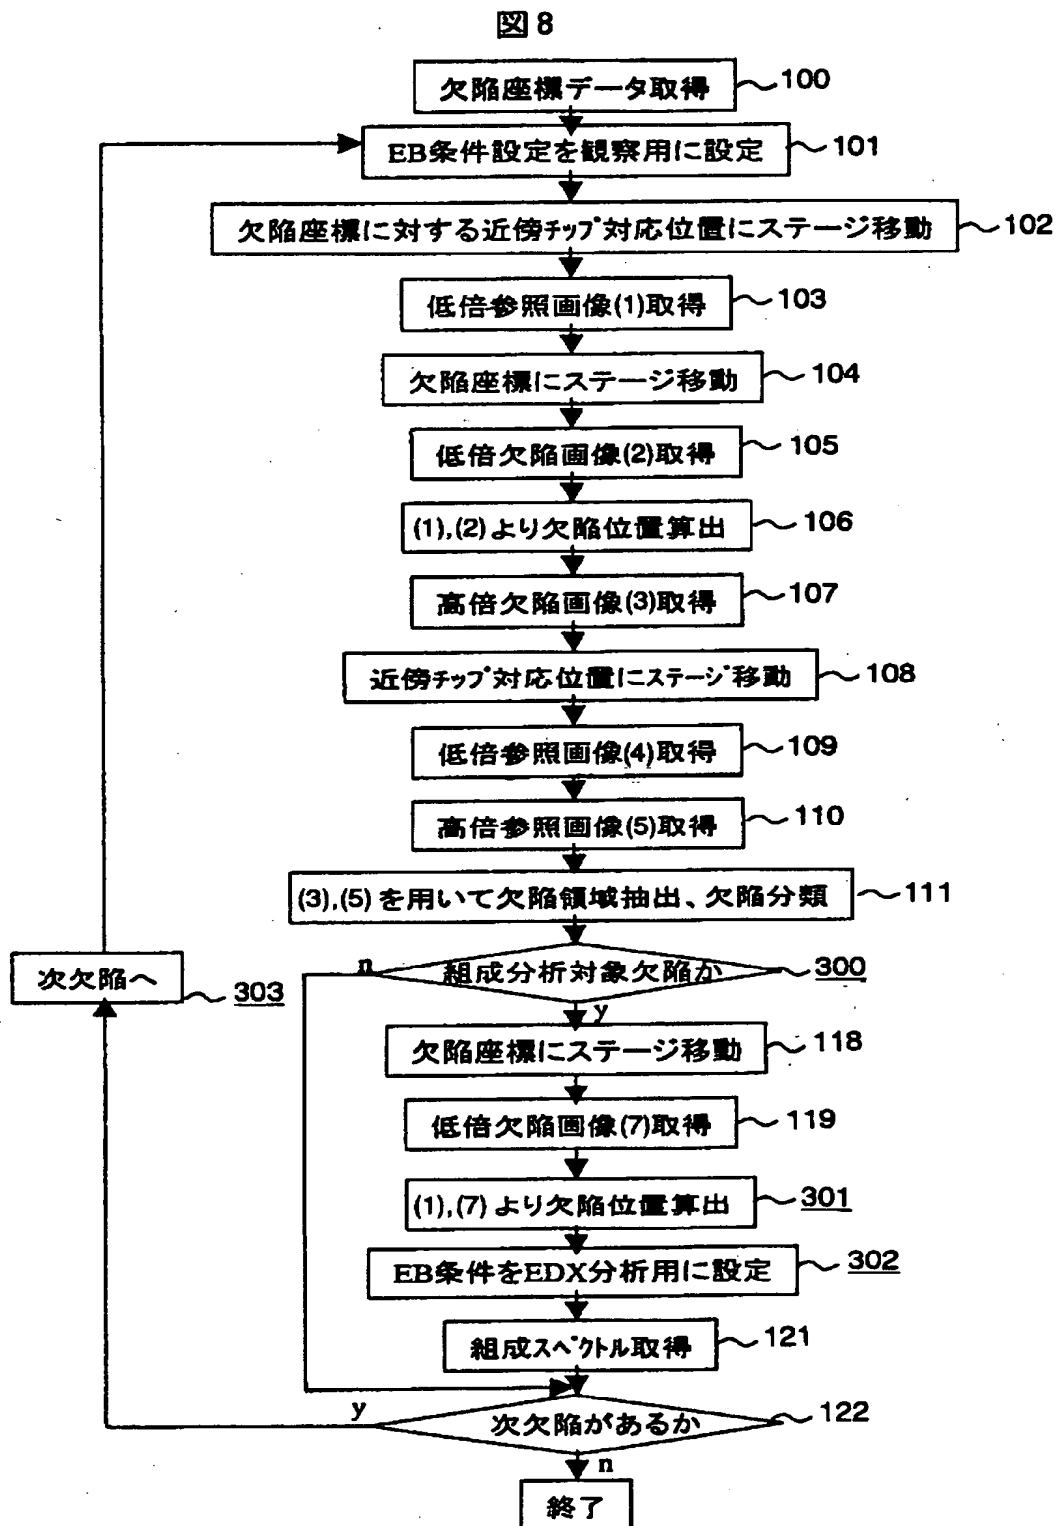 図8
欠陥座標データ取得 100
EB条件設定を観察用に設定 101
欠陥座標に対する近傍ﾁｯﾌﾟ対応位置にステージ移動 102
低倍参照画像(1)取得 103
欠陥座標にステージ移動 104
低倍欠陥画像(2)取得 105
(1),(2)より欠陥位置算出 106
高倍欠陥画像(3)取得 107
近傍ﾁｯﾌﾟ対応位置にｽﾃｰｼﾞ移動 108
低倍参照画像(4)取得 109
高倍参照画像(5)取得 110
(3),(5)を用いて欠陥領域抽出、欠陥分類 111
n 組成分析対象欠陥か 300
次欠陥へ 303
y
欠陥座標にステージ移動 118
低倍欠陥画像(7)取得 119
(1),(7)より欠陥位置算出 301
EB条件をEDX分析用に設定 302
組成ｽﾍﾟｸﾄﾙ取得 121
y 次欠陥があるか 122
n
終了